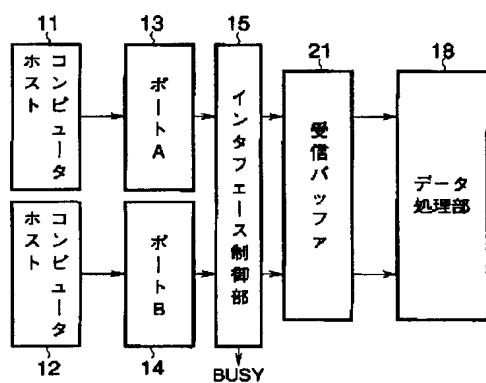 11
13
15
21
18
ホスト
コンピュータ
ポートA
インタフェース制御部
受信バッファ
データ
処理部
ホスト
コンピュータ
ポートB
12
14
BUSY